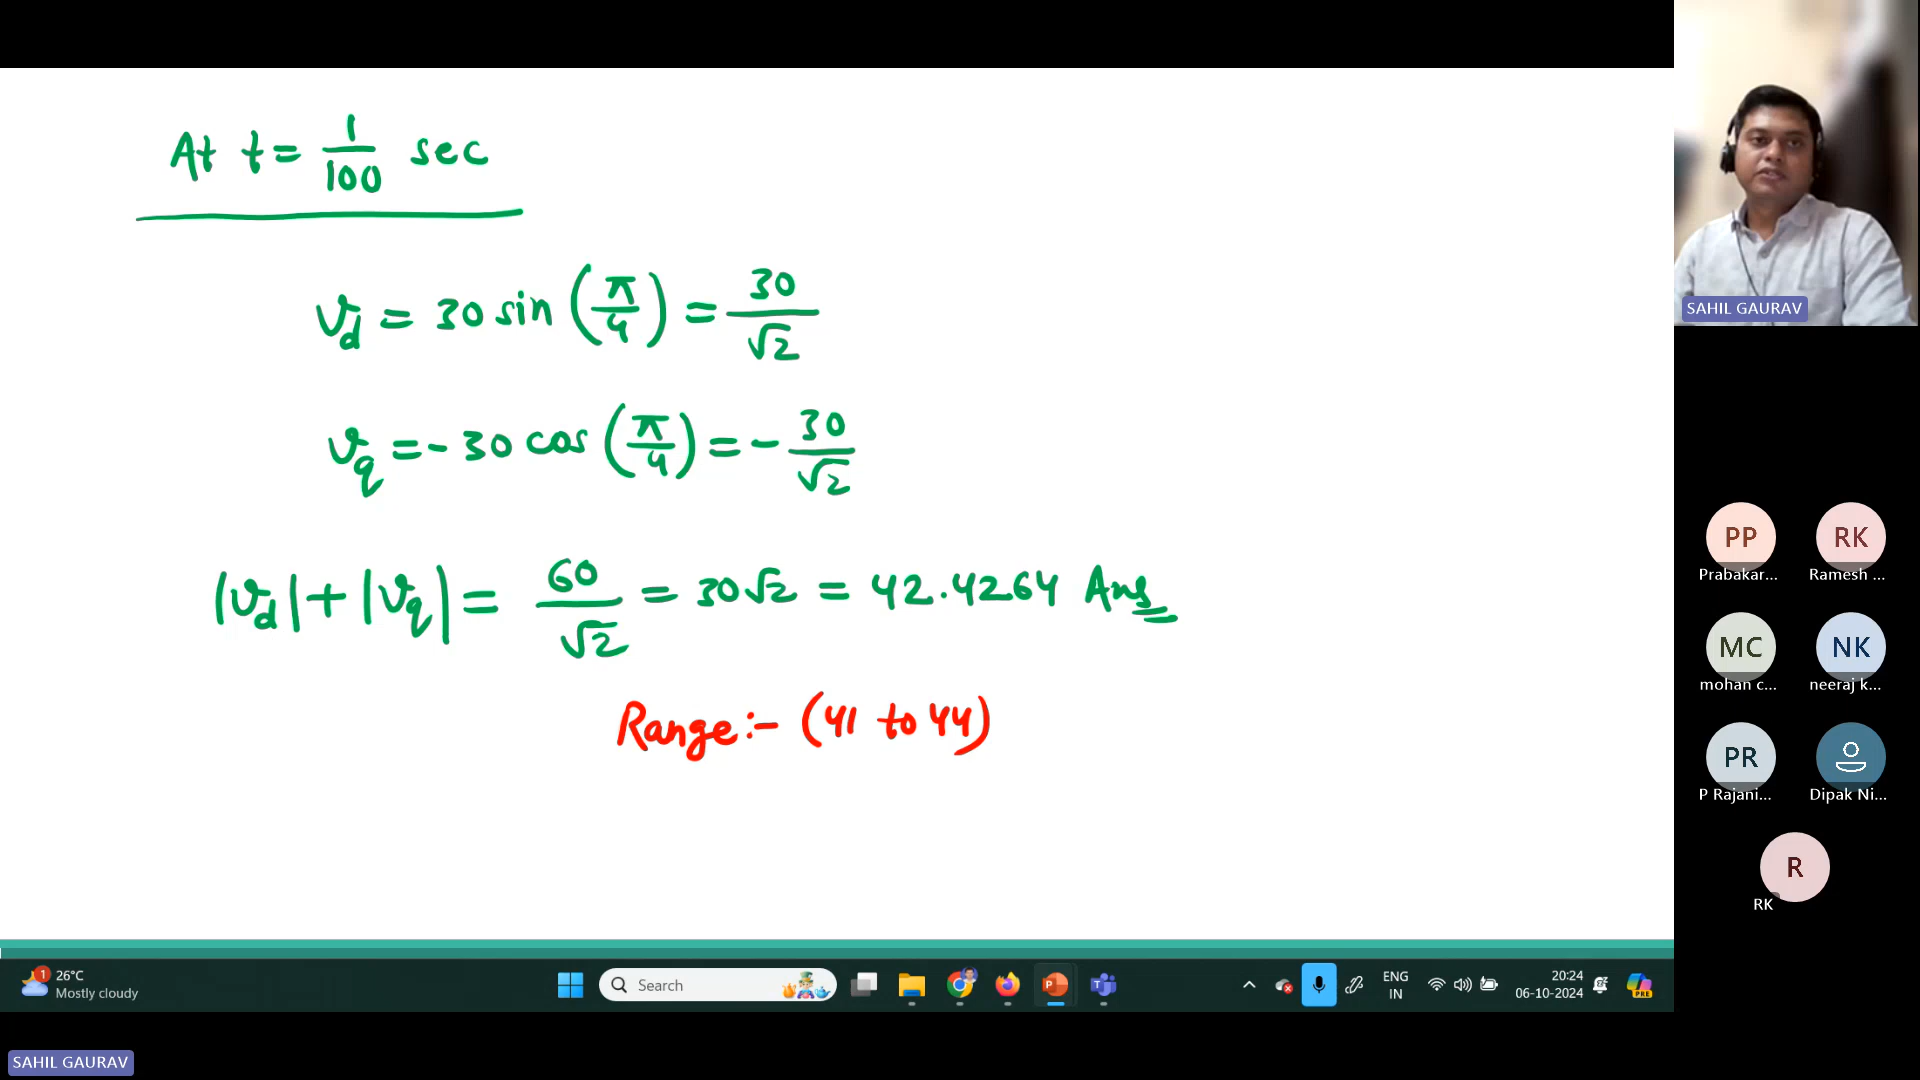 At t = 1/100 sec
v_d = 30 sin (π/4) = 30/√2
v_q = - 30 cos (π/4) = - 30/√2
|v_d| + |v_q| = 60/√2 = 30√2 = 42.4264 Ans
Range:- (41 to 44)
SAHIL GAURAV
PP
RK
Prabakar...
Ramesh ...
MC
NK
mohan c...
neeraj k...
PR
P Rajani...
Dipak Ni...
R
RK
1
26°C
Mostly cloudy
Search
ENG
IN
20:24
06-10-2024
PRE
SAHIL GAURAV